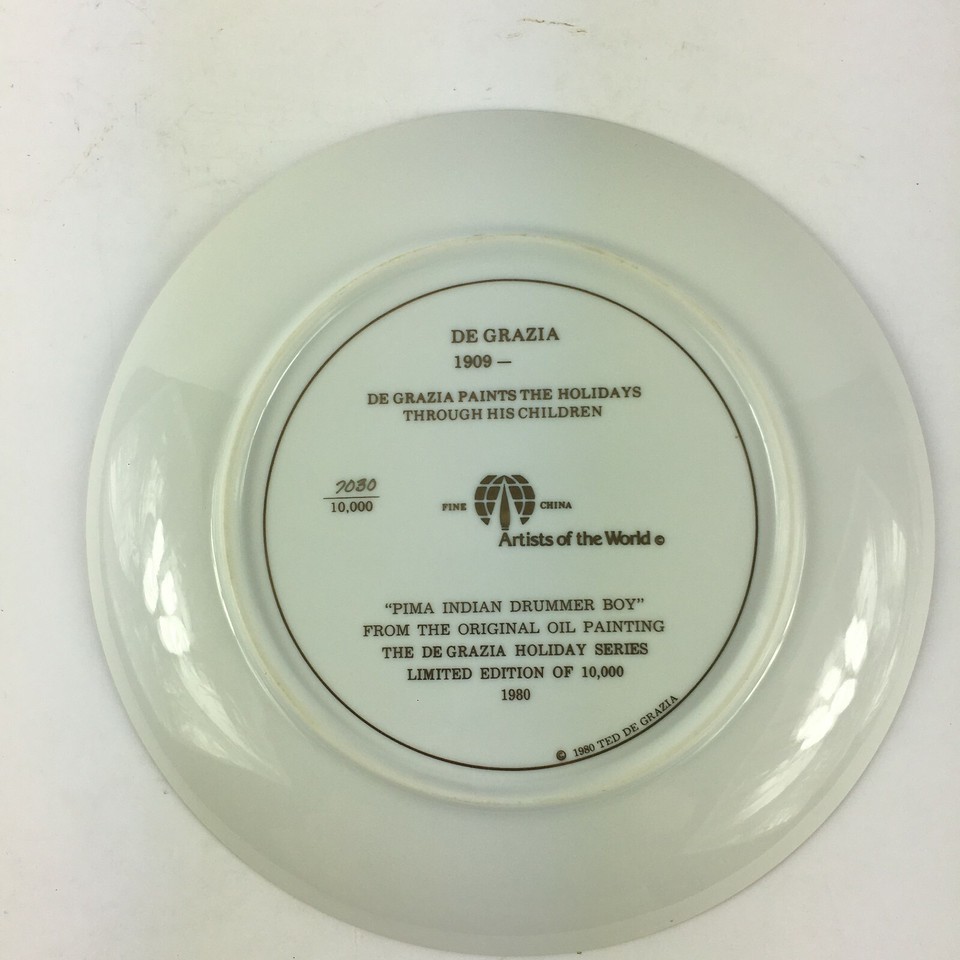 DE GRAZIA
1909 —
DE GRAZIA PAINTS THE HOLIDAYS
THROUGH HIS CHILDREN
7030
10,000
FINE CHINA
Artists of the World ©
"PIMA INDIAN DRUMMER BOY"
FROM THE ORIGINAL OIL PAINTING
THE DE GRAZIA HOLIDAY SERIES
LIMITED EDITION OF 10,000
1980
© 1980 TED DE GRAZIA